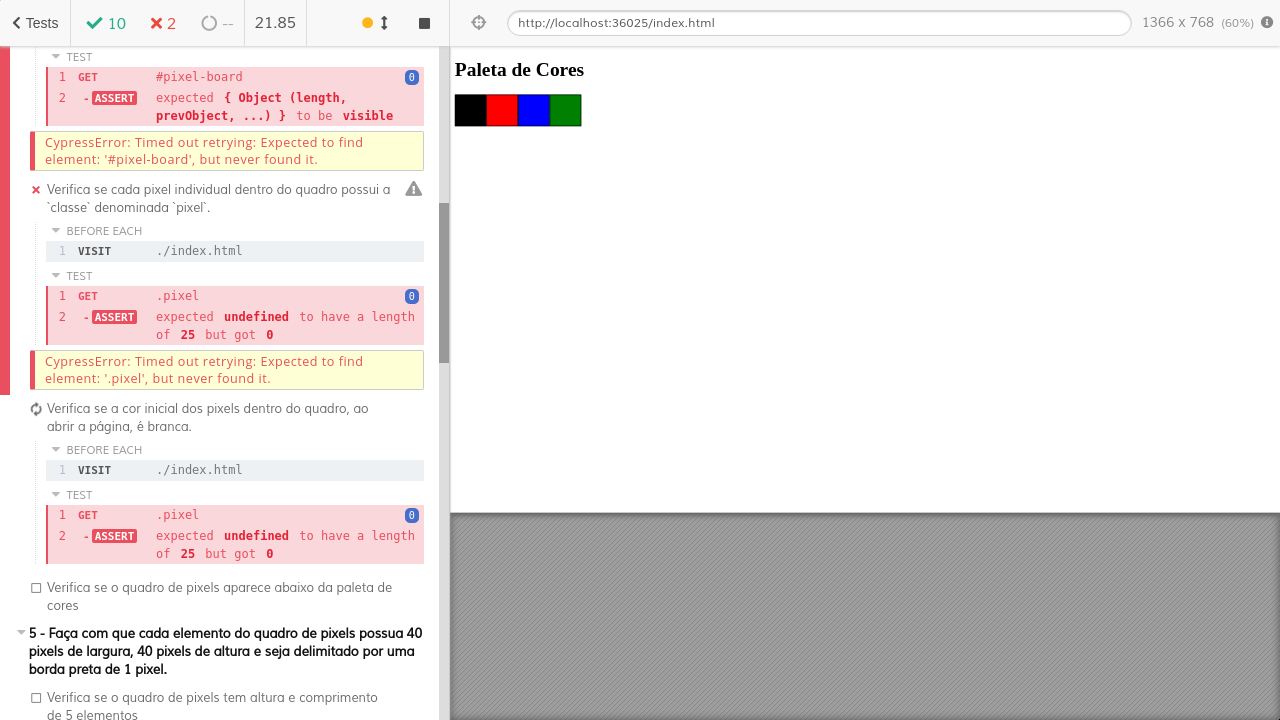 Tests 10 2 -- 21.85 http://localhost:36025/index.html 1366 x 768 (60%)
TEST
1 GET #pixel-board 0
2 -ASSERT expected { Object (length,
prevObject, ...) } to be visible
CypressError: Timed out retrying: Expected to find
element: '#pixel-board', but never found it.
Verifica se cada pixel individual dentro do quadro possui a
`classe` denominada `pixel`.
BEFORE EACH
1 VISIT ./index.html
TEST
1 GET .pixel 0
2 -ASSERT expected undefined to have a length
of 25 but got 0
CypressError: Timed out retrying: Expected to find
element: '.pixel', but never found it.
Verifica se a cor inicial dos pixels dentro do quadro, ao
abrir a página, é branca.
BEFORE EACH
1 VISIT ./index.html
TEST
1 GET .pixel 0
2 -ASSERT expected undefined to have a length
of 25 but got 0
Verifica se o quadro de pixels aparece abaixo da paleta de
cores
5 - Faça com que cada elemento do quadro de pixels possua 40
pixels de largura, 40 pixels de altura e seja delimitado por uma
borda preta de 1 pixel.
Verifica se o quadro de pixels tem altura e comprimento
de 5 elementos
Paleta de Cores